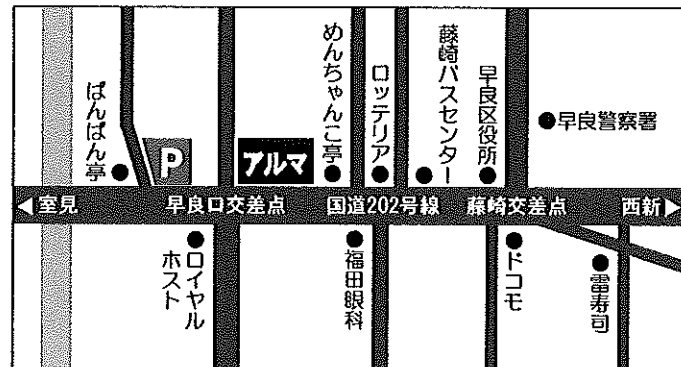 ぱんぱん亭
P
アルマ
めんちゃんこ亭
ロッテリア
藤崎バスセンター
早良区役所
早良警察署
◀室見
早良口交差点
国道202号線
藤崎交差点
西新▶
ロイヤル
ホスト
福田眼科
ドコモ
雷寿司